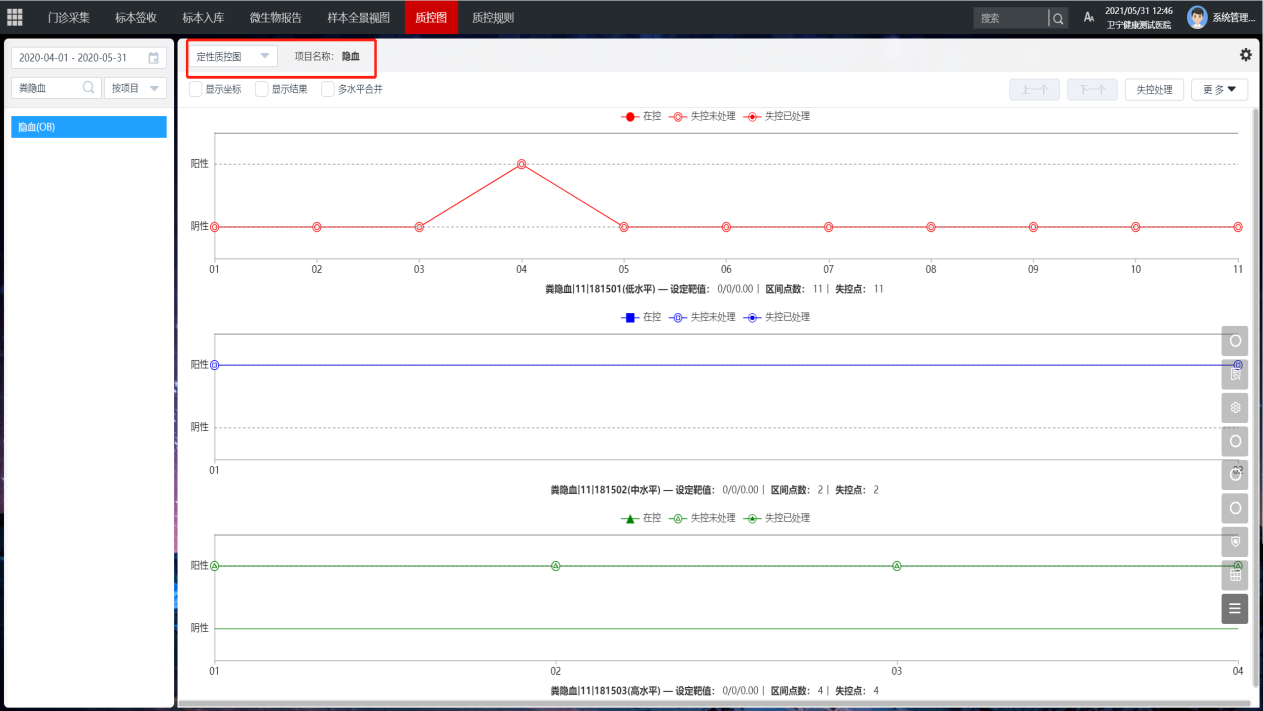 门诊采集 标本签收 标本入库 微生物报告 样本全景视图 质控图 质控规则 搜索 2021/05/31 12:46 卫宁健康测试医院 系统管理...
2020-04-01 - 2020-05-31 定性质控图 项目名称: 隐血
粪隐血 按项目 显示坐标 显示结果 多水平合并 上一个 下一个 失控处理 更多
隐血(OB)
在控 失控未处理 失控已处理
阳性
阴性
01 02 03 04 05 06 07 08 09 10 11
粪隐血|11|181501(低水平) — 设定靶值: 0/0/0.00 | 区间点数: 11 | 失控点: 11
在控 失控未处理 失控已处理
阳性
阴性
01
粪隐血|11|181502(中水平) — 设定靶值: 0/0/0.00 | 区间点数: 2 | 失控点: 2
在控 失控未处理 失控已处理
阳性
阴性
01 02 03 04
粪隐血|11|181503(高水平) — 设定靶值: 0/0/0.00 | 区间点数: 4 | 失控点: 4